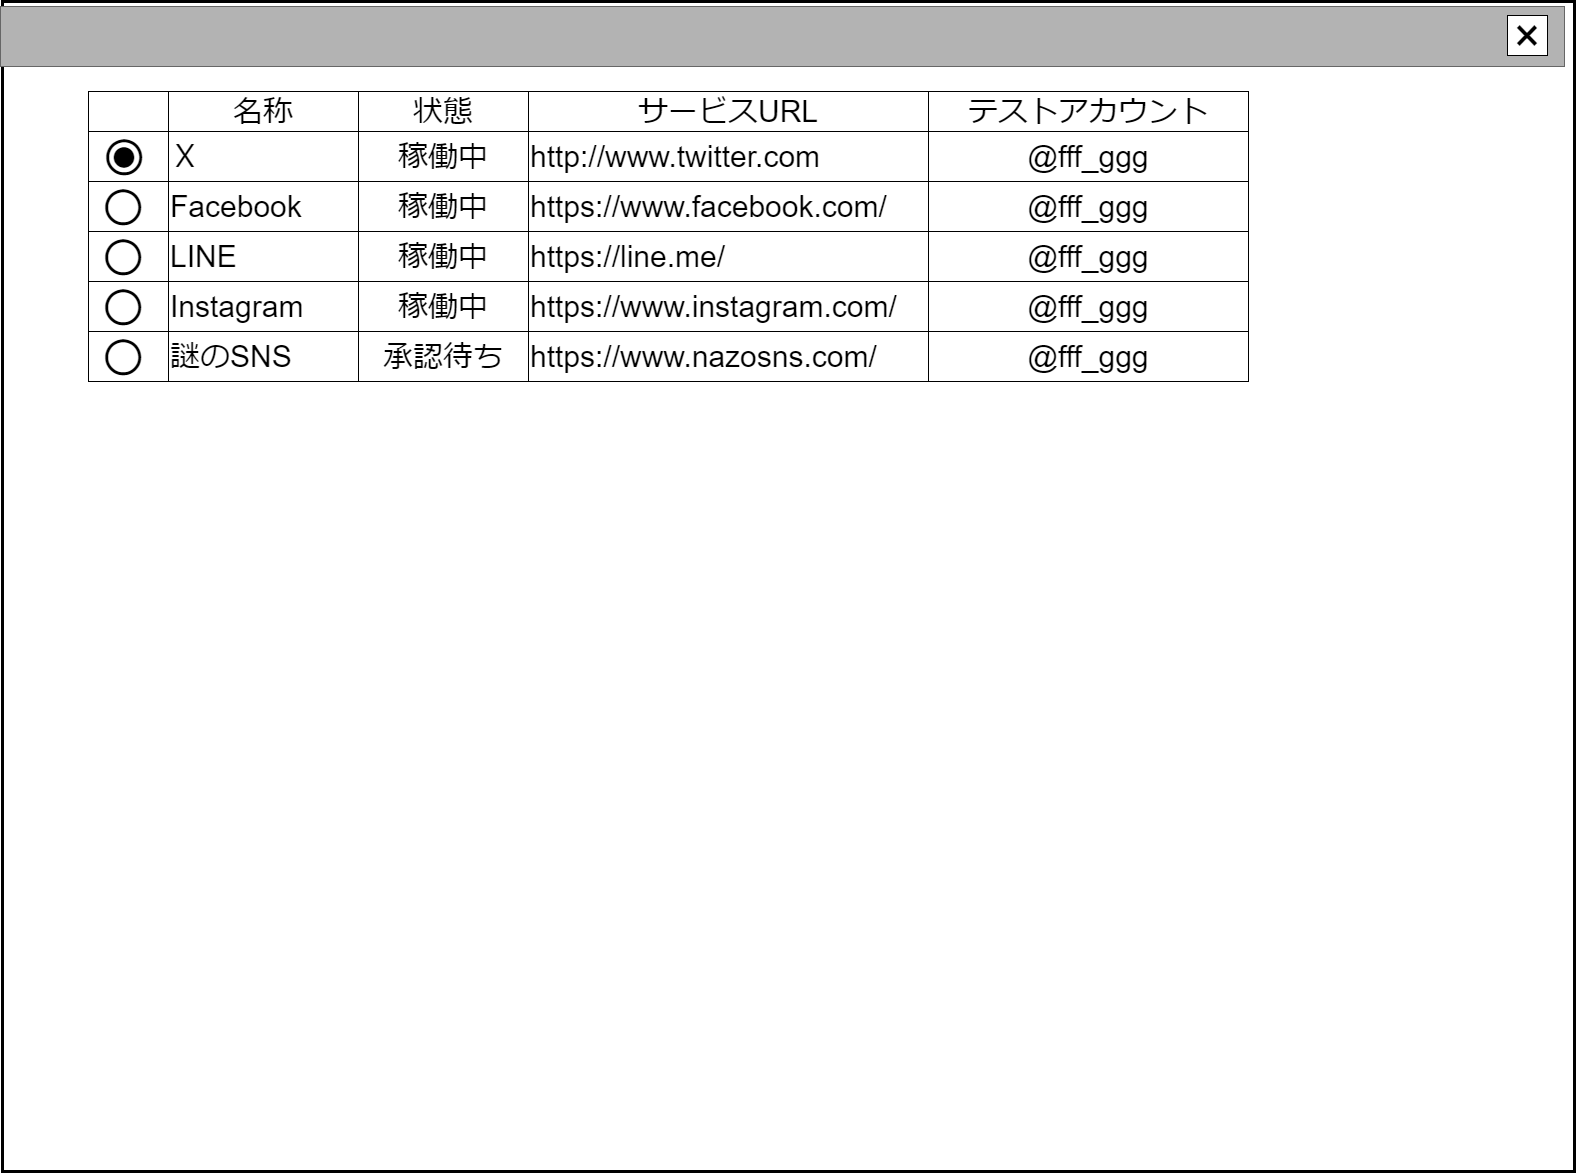 名称 状態 サービスURL テストアカウント
X 稼働中 http://www.twitter.com @fff_ggg
Facebook 稼働中 https://www.facebook.com/ @fff_ggg
LINE 稼働中 https://line.me/ @fff_ggg
Instagram 稼働中 https://www.instagram.com/ @fff_ggg
謎のSNS 承認待ち https://www.nazosns.com/ @fff_ggg